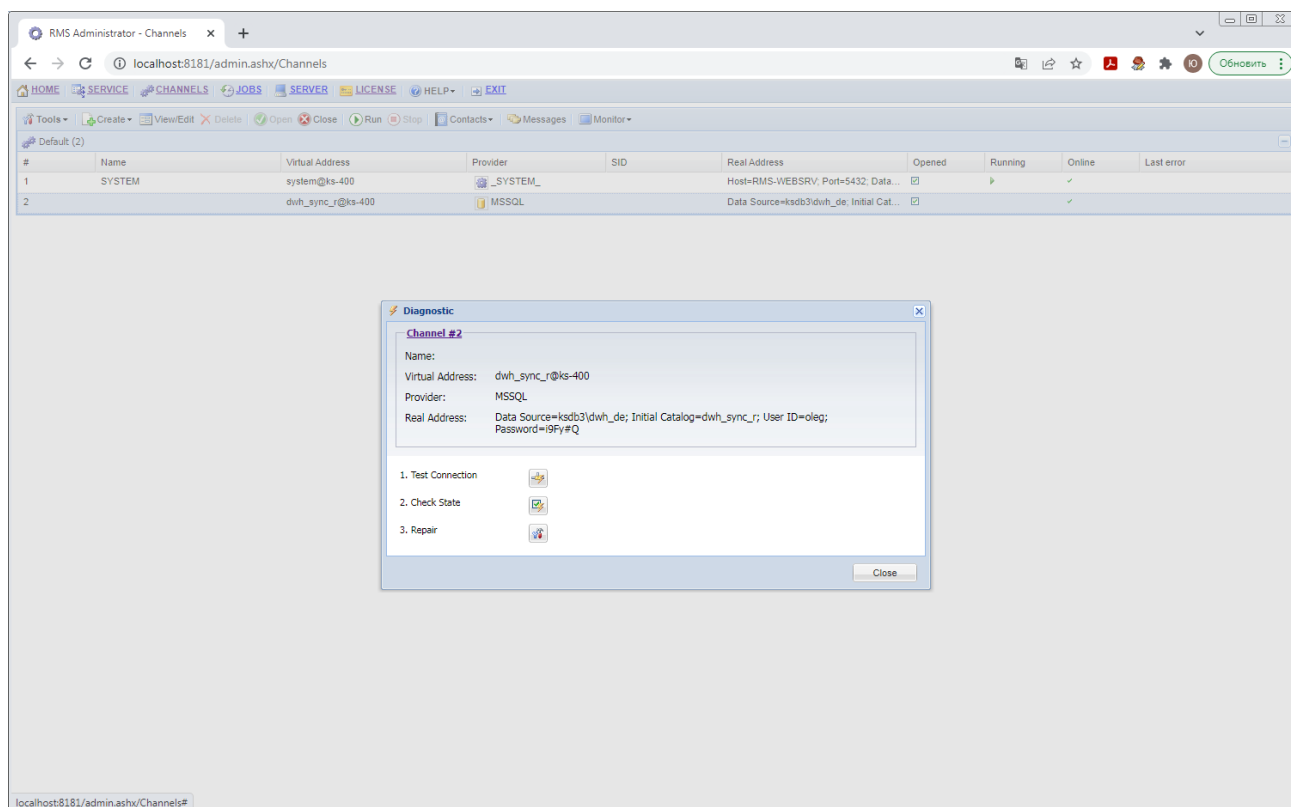 RMS Administrator - Channels
localhost:8181/admin.ashx/Channels
Ю
Обновить
HOME SERVICE CHANNELS JOBS SERVER LICENSE HELP EXIT
Tools Create View/Edit Delete Open Close Run Stop Contacts Messages Monitor
Default (2)
# Name Virtual Address Provider SID Real Address Opened Running Online Last error
1 SYSTEM system@ks-400 _SYSTEM_ Host=RMS-WEBSRV; Port=5432; Data...
2 dwh_sync_r@ks-400 MSSQL Data Source=ksdb3\dwh_de; Initial Cat...
Diagnostic
Channel #2
Name:
Virtual Address: dwh_sync_r@ks-400
Provider: MSSQL
Real Address: Data Source=ksdb3\dwh_de; Initial Catalog=dwh_sync_r; User ID=oleg;
Password=i9Fy#Q
1. Test Connection
2. Check State
3. Repair
Close
localhost:8181/admin.ashx/Channels#